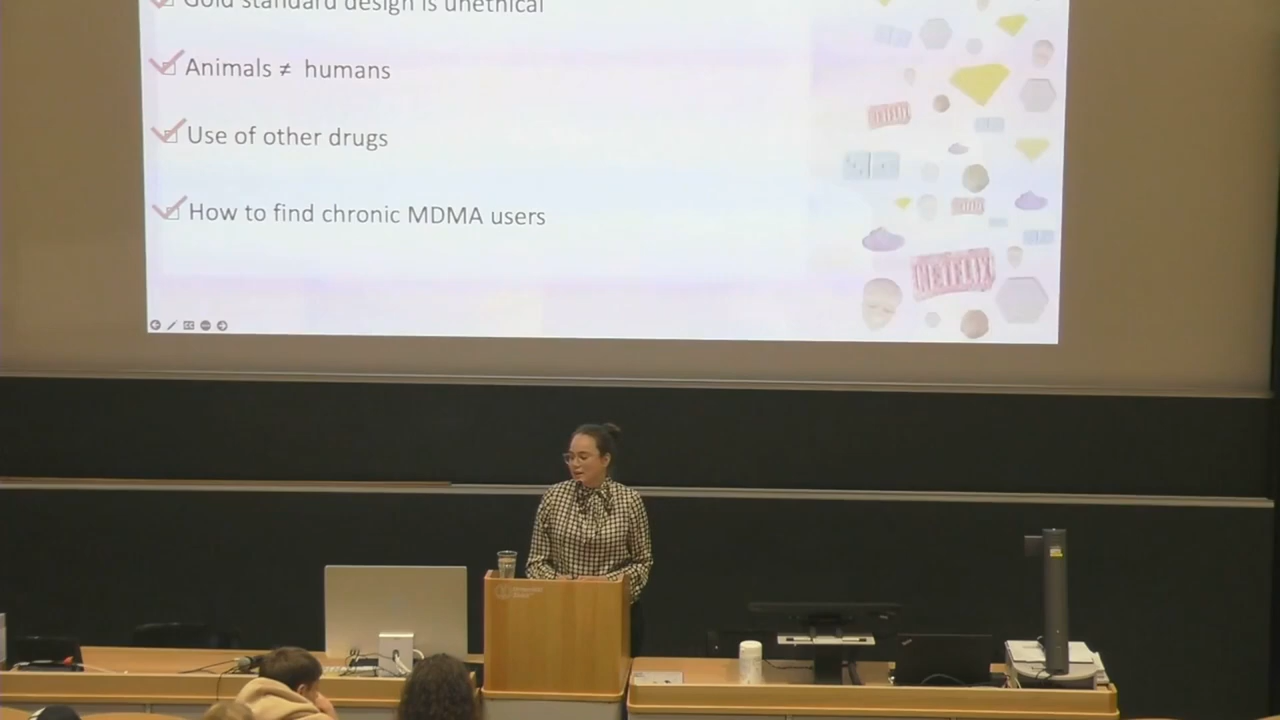 Gold standard design is unethical
Animals ≠ humans
Use of other drugs
How to find chronic MDMA users
NETFLIX